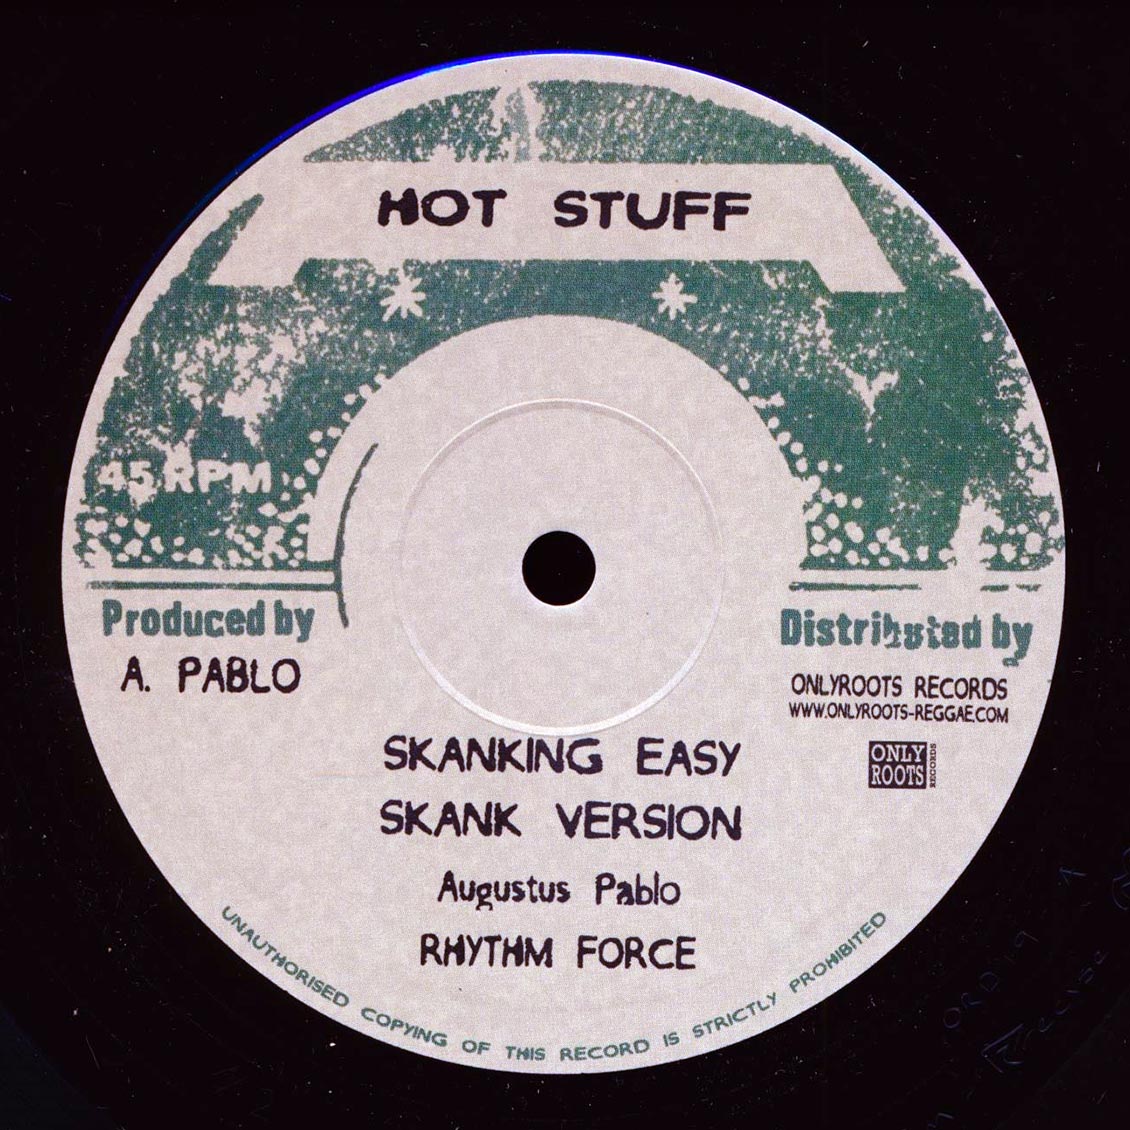 HOT STUFF
45 RPM
Produced by
A. PABLO
Distributed by
ONLYROOTS RECORDS
WWW.ONLYROOTS-REGGAE.COM
ONLY
ROOTS
RECORDS
SKANKING EASY
SKANK VERSION
Augustus Pablo
RHYTHM FORCE
UNAUTHORISED COPYING OF THIS RECORD IS STRICTLY PROHIBITED